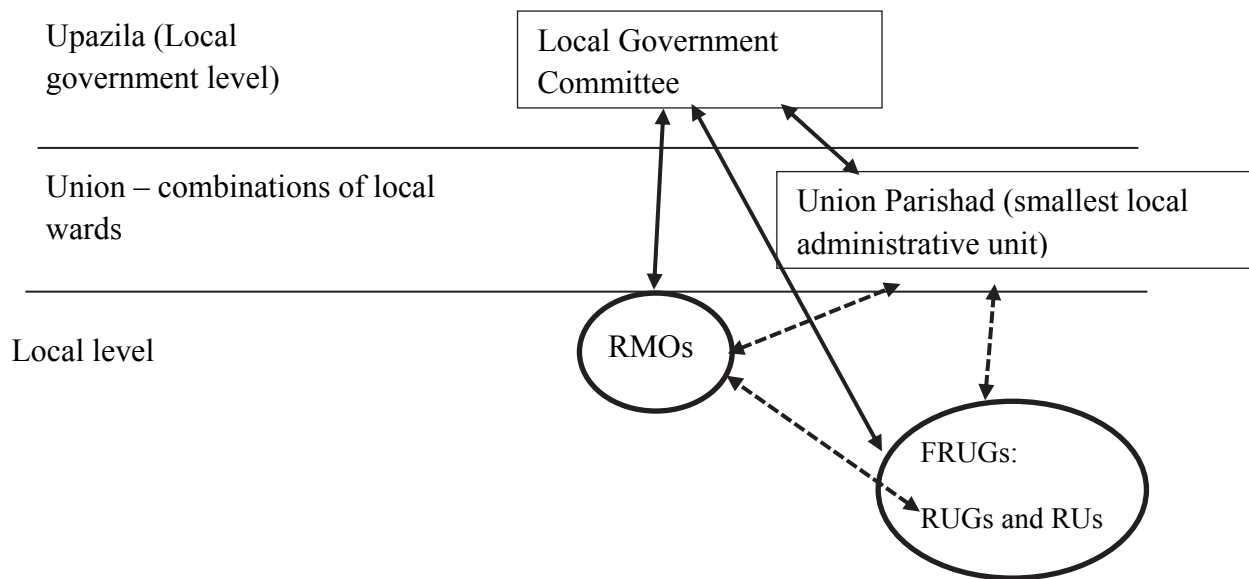 Upazila (Local
government level)
Local Government
Committee
Union – combinations of local
wards
Union Parishad (smallest local
administrative unit)
Local level
RMOs
FRUGs:
RUGs and RUs